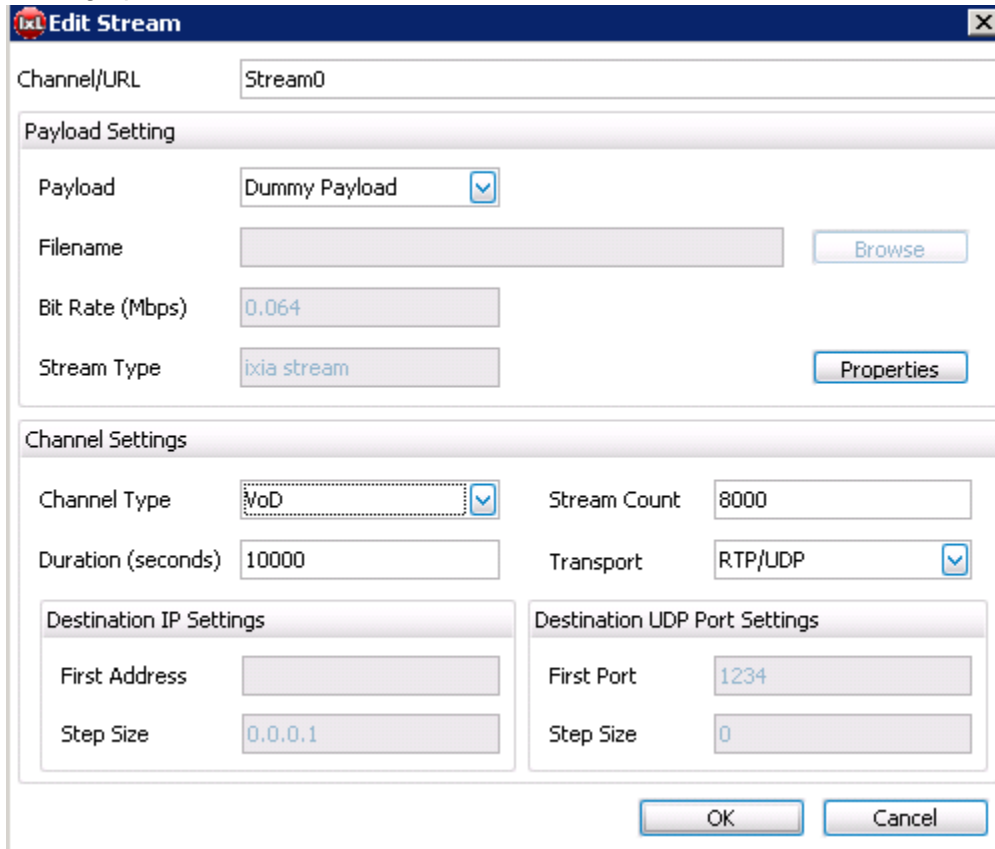 IxL Edit Stream
Channel/URL Stream0
Payload Setting
Payload Dummy Payload
Filename Browse
Bit Rate (Mbps) 0.064
Stream Type ixia stream Properties
Channel Settings
Channel Type VoD Stream Count 8000
Duration (seconds) 10000 Transport RTP/UDP
Destination IP Settings Destination UDP Port Settings
First Address First Port 1234
Step Size 0.0.0.1 Step Size 0
OK Cancel